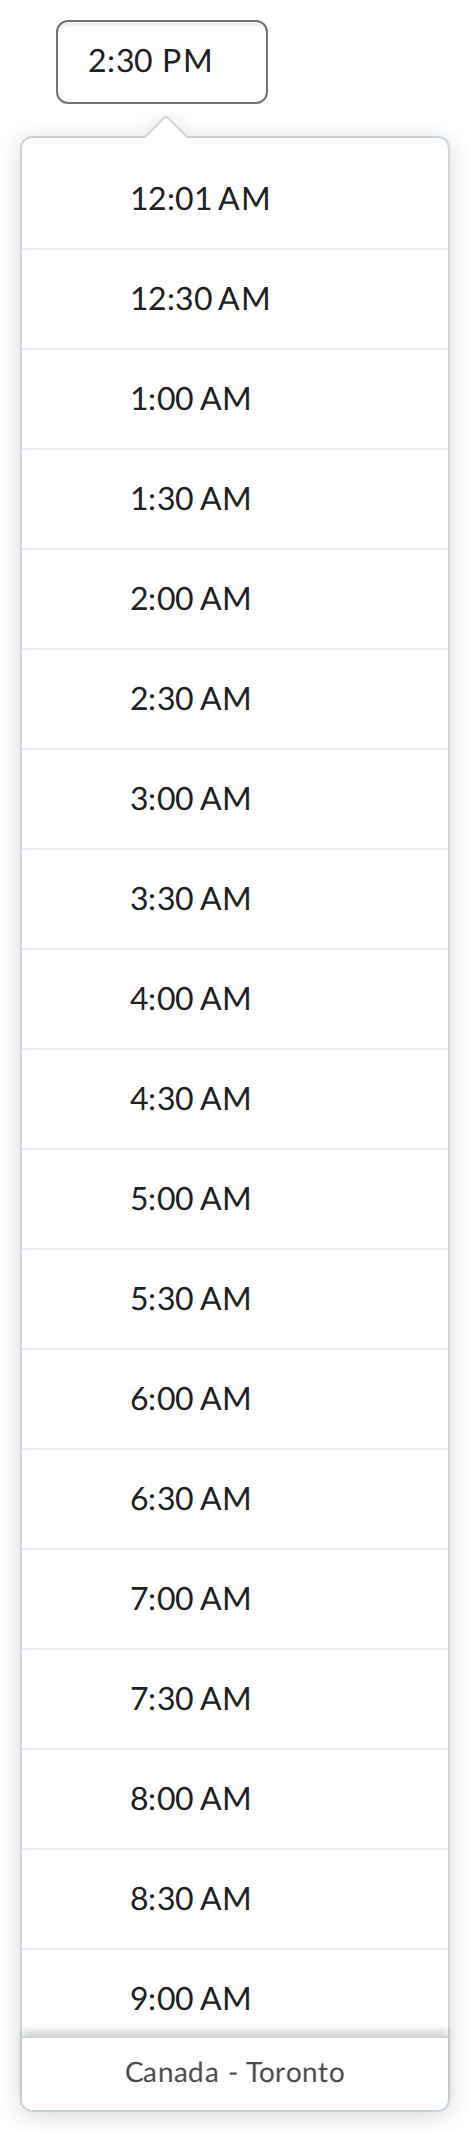 2:30 PM
12:01 AM
12:30 AM
1:00 AM
1:30 AM
2:00 AM
2:30 AM
3:00 AM
3:30 AM
4:00 AM
4:30 AM
5:00 AM
5:30 AM
6:00 AM
6:30 AM
7:00 AM
7:30 AM
8:00 AM
8:30 AM
9:00 AM
Canada - Toronto